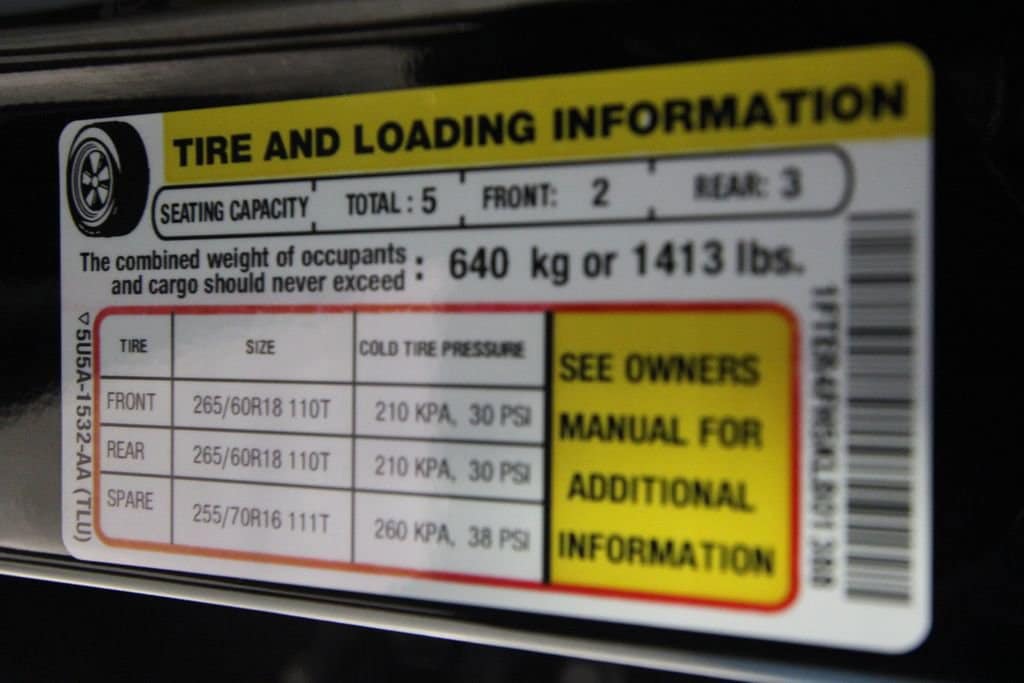 TIRE AND LOADING INFORMATION
SEATING CAPACITY TOTAL : 5 FRONT: 2 REAR: 3
The combined weight of occupants
and cargo should never exceed : 640 kg or 1413 lbs.
TIRE SIZE COLD TIRE PRESSURE
FRONT 265/60R18 110T 210 KPA, 30 PSI
REAR 265/60R18 110T 210 KPA, 30 PSI
SPARE 255/70R16 111T 260 KPA, 38 PSI
SEE OWNERS
MANUAL FOR
ADDITIONAL
INFORMATION
5U5A-1532-AA (TLU)